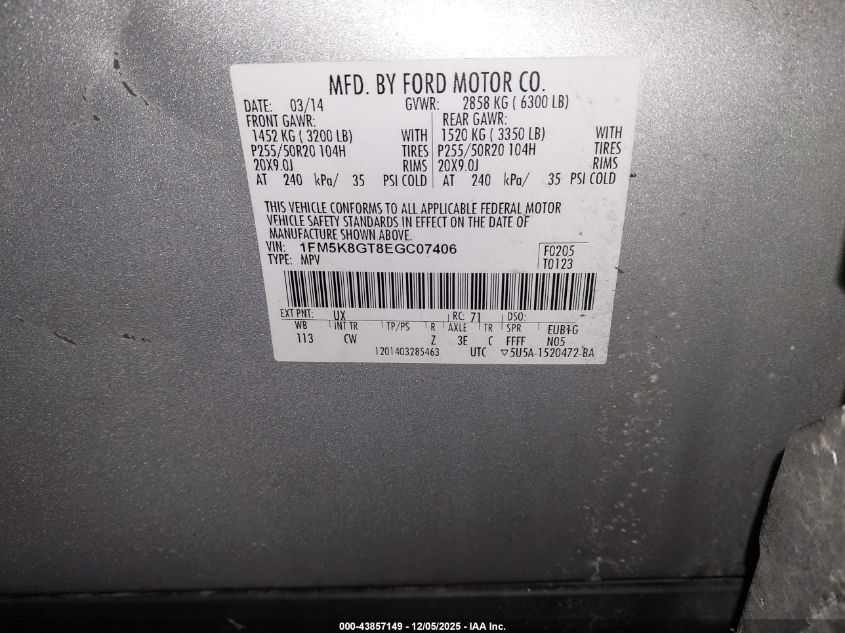 MFD. BY FORD MOTOR CO.
DATE: 03/14 GVWR: 2858 KG ( 6300 LB)
FRONT GAWR: REAR GAWR:
1452 KG ( 3200 LB) WITH 1520 KG ( 3350 LB) WITH
P255/50R20 104H TIRES P255/50R20 104H TIRES
20X9.0J RIMS 20X9.0J RIMS
AT 240 kPa/ 35 PSI COLD AT 240 kPa/ 35 PSI COLD
THIS VEHICLE CONFORMS TO ALL APPLICABLE FEDERAL MOTOR
VEHICLE SAFETY STANDARDS IN EFFECT ON THE DATE OF
MANUFACTURE SHOWN ABOVE.
VIN: 1FM5K8GT8EGC07406 F0205
TYPE: MPV T0123
EXT PNT: UX RC: 71 DSO:
WB INT TR TP/PS R AXLE TR SPR EUB1G
113 CW Z 3E C FFFF N05
1201403285463 UTC ▽5U5A-1520472-BA
000-43857149 - 12/05/2025 - IAA Inc.